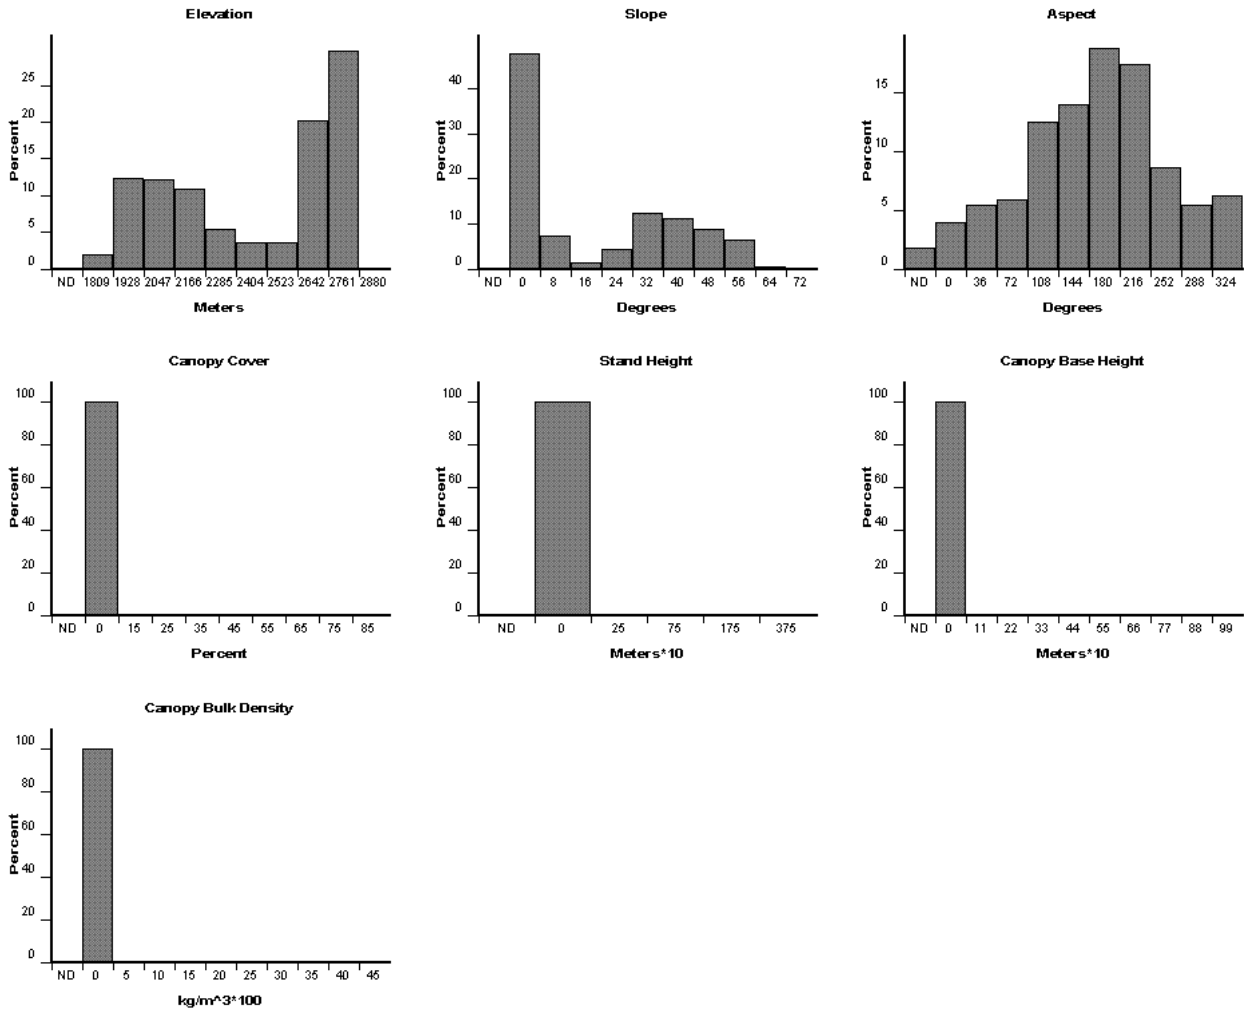 Elevation
Percent
25
20
15
10
5
0
ND 1809 1928 2047 2166 2285 2404 2523 2642 2761 2880
Meters
Slope
Percent
40
30
20
10
0
ND 0 8 16 24 32 40 48 56 64 72
Degrees
Aspect
Percent
15
10
5
0
ND 0 36 72 108 144 180 216 252 288 324
Degrees
Canopy Cover
Percent
100
80
60
40
20
0
ND 0 15 25 35 45 55 65 75 85
Percent
Stand Height
Percent
100
80
60
40
20
0
ND 0 25 75 175 375
Meters*10
Canopy Base Height
Percent
100
80
60
40
20
0
ND 0 11 22 33 44 55 66 77 88 99
Meters*10
Canopy Bulk Density
Percent
100
80
60
40
20
0
ND 0 5 10 15 20 25 30 35 40 45
kg/m^3*100